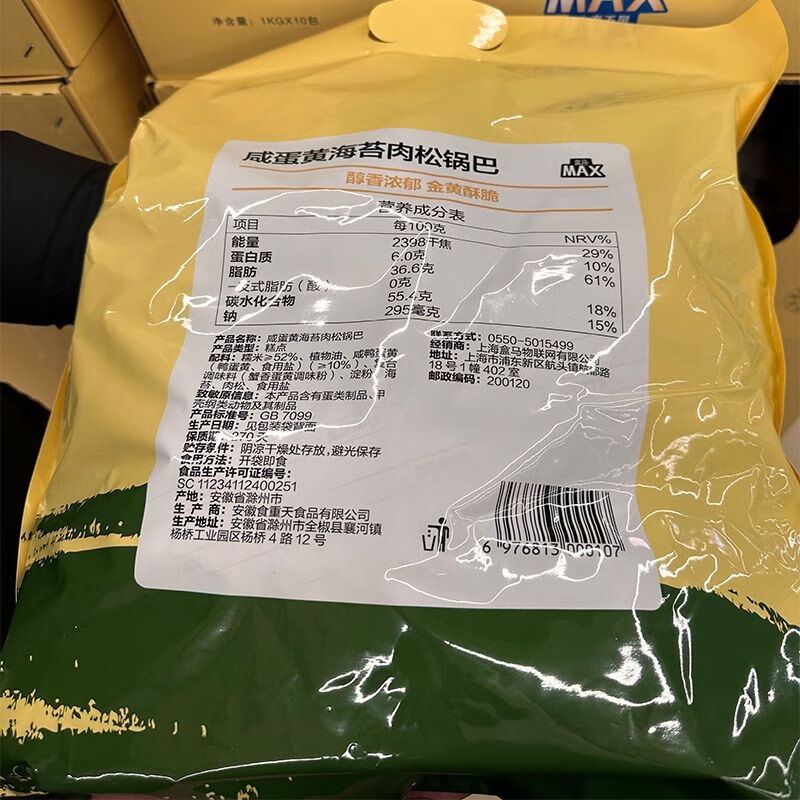 净含量：1KGX10包
MAX
咸蛋黄海苔肉松锅巴
MAX
醇香浓郁 金黄酥脆
营养成分表
项目 每100克 NRV%
能量 2398千焦 29%
蛋白质 6.0克 10%
脂肪 36.6克 61%
-反式脂肪（酸） 0克
碳水化合物 55.4克 18%
钠 295毫克 15%
产品名称：咸蛋黄海苔肉松锅巴
产品类型：糕点
配料：糯米≥52%、植物油、咸鸭蛋黄
（鸭蛋黄、食用盐）（≥10%）、复合
调味料（蟹香蛋黄调味粉）、淀粉、海
苔、肉松、食用盐
致敏原信息：本产品含有蛋类制品、甲
壳纲类动物及其制品
产品标准号：GB 7099
生产日期：见包装袋背面
保质期：270天
贮存条件：阴凉干燥处存放，避光保存
食用方法：开袋即食
食品生产许可证编号：
SC 11234112400251
产地：安徽省滁州市
生产商：安徽食重天食品有限公司
生产地址：安徽省滁州市全椒县襄河镇
杨桥工业园区杨桥4路12号
联系方式：0550-5015499
经销商：上海盒马物联网有限公司
地址：上海市浦东新区航头镇航都路
18号1幢402室
邮政编码：200120
6 976813 000107